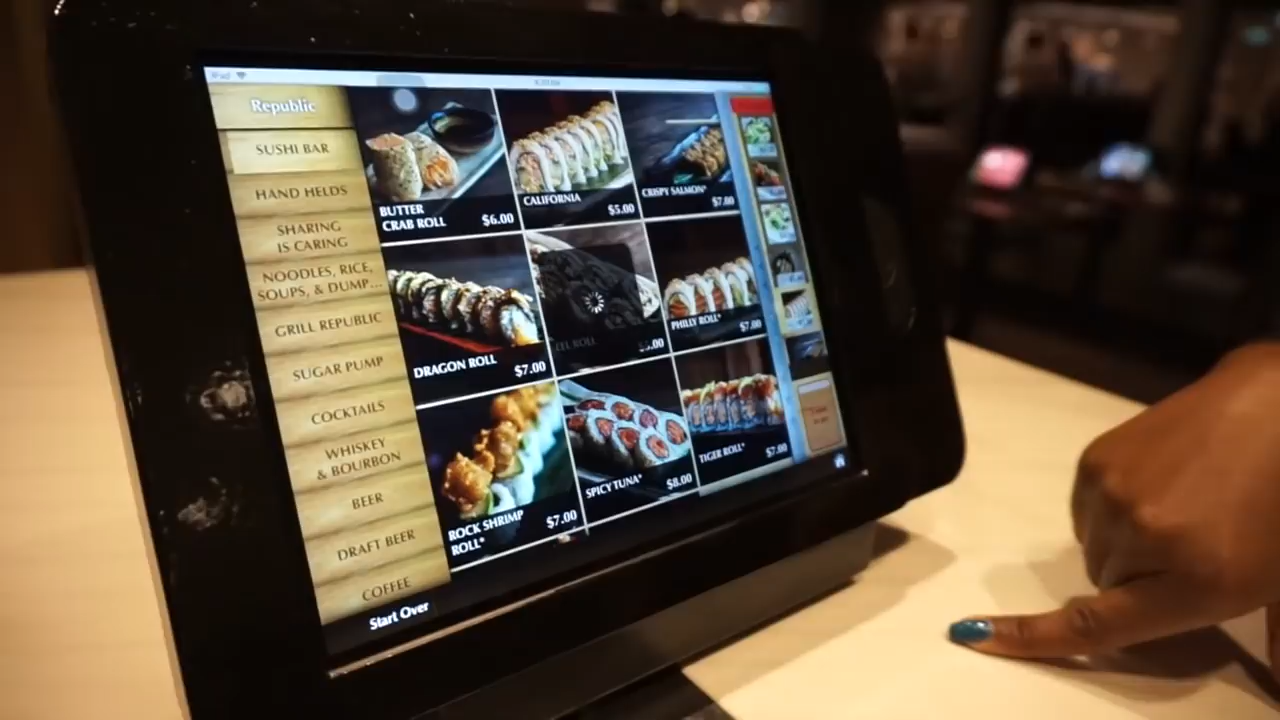 iPad
Republic
SUSHI BAR
HAND HELDS
SHARING
IS CARING
NOODLES, RICE,
SOUPS, & DUMP...
GRILL REPUBLIC
SUGAR PUMP
COCKTAILS
WHISKEY
& BOURBON
BEER
DRAFT BEER
COFFEE
Start Over
BUTTER
CRAB ROLL
$6.00
CALIFORNIA
$5.00
CRISPY SALMON*
$7.00
DRAGON ROLL
$7.00
EEL ROLL
PHILLY ROLL*
$7.00
ROCK SHRIMP
ROLL*
$7.00
SPICY TUNA*
$8.00
TIGER ROLL*
$7.00